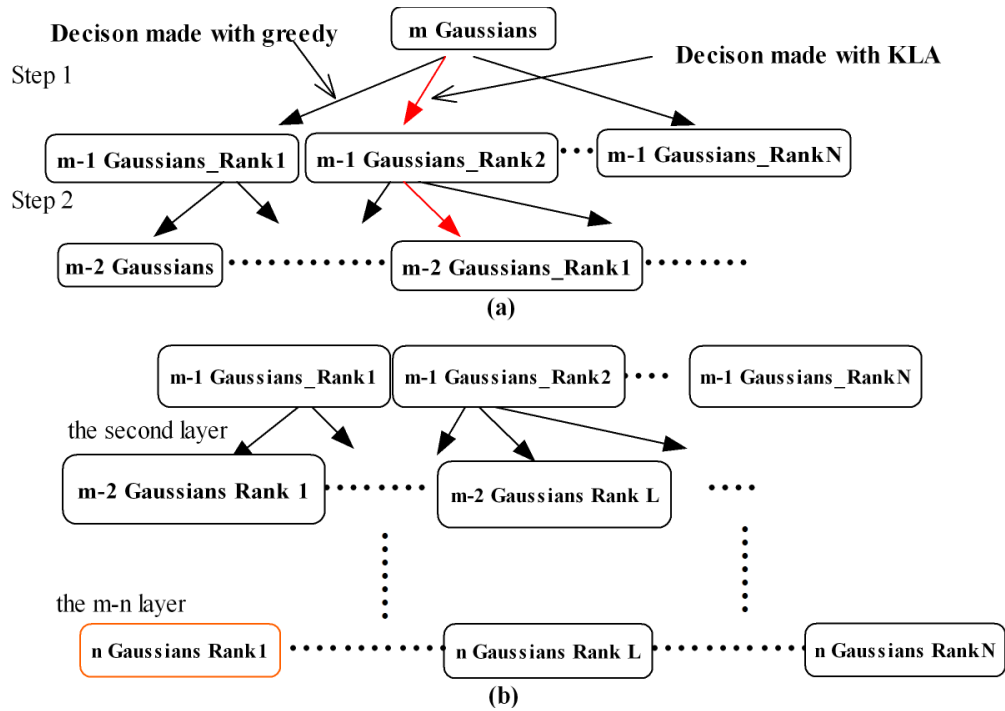 Decison made with greedy
m Gaussians
Decison made with KLA
Step 1
m-1 Gaussians_Rank1
m-1 Gaussians_Rank2
m-1 Gaussians_RankN
Step 2
m-2 Gaussians
m-2 Gaussians_Rank1
(a)
m-1 Gaussians_Rank1
m-1 Gaussians_Rank2
m-1 Gaussians_RankN
the second layer
m-2 Gaussians Rank 1
m-2 Gaussians Rank L
the m-n layer
n Gaussians Rank1
n Gaussians Rank L
n Gaussians RankN
(b)